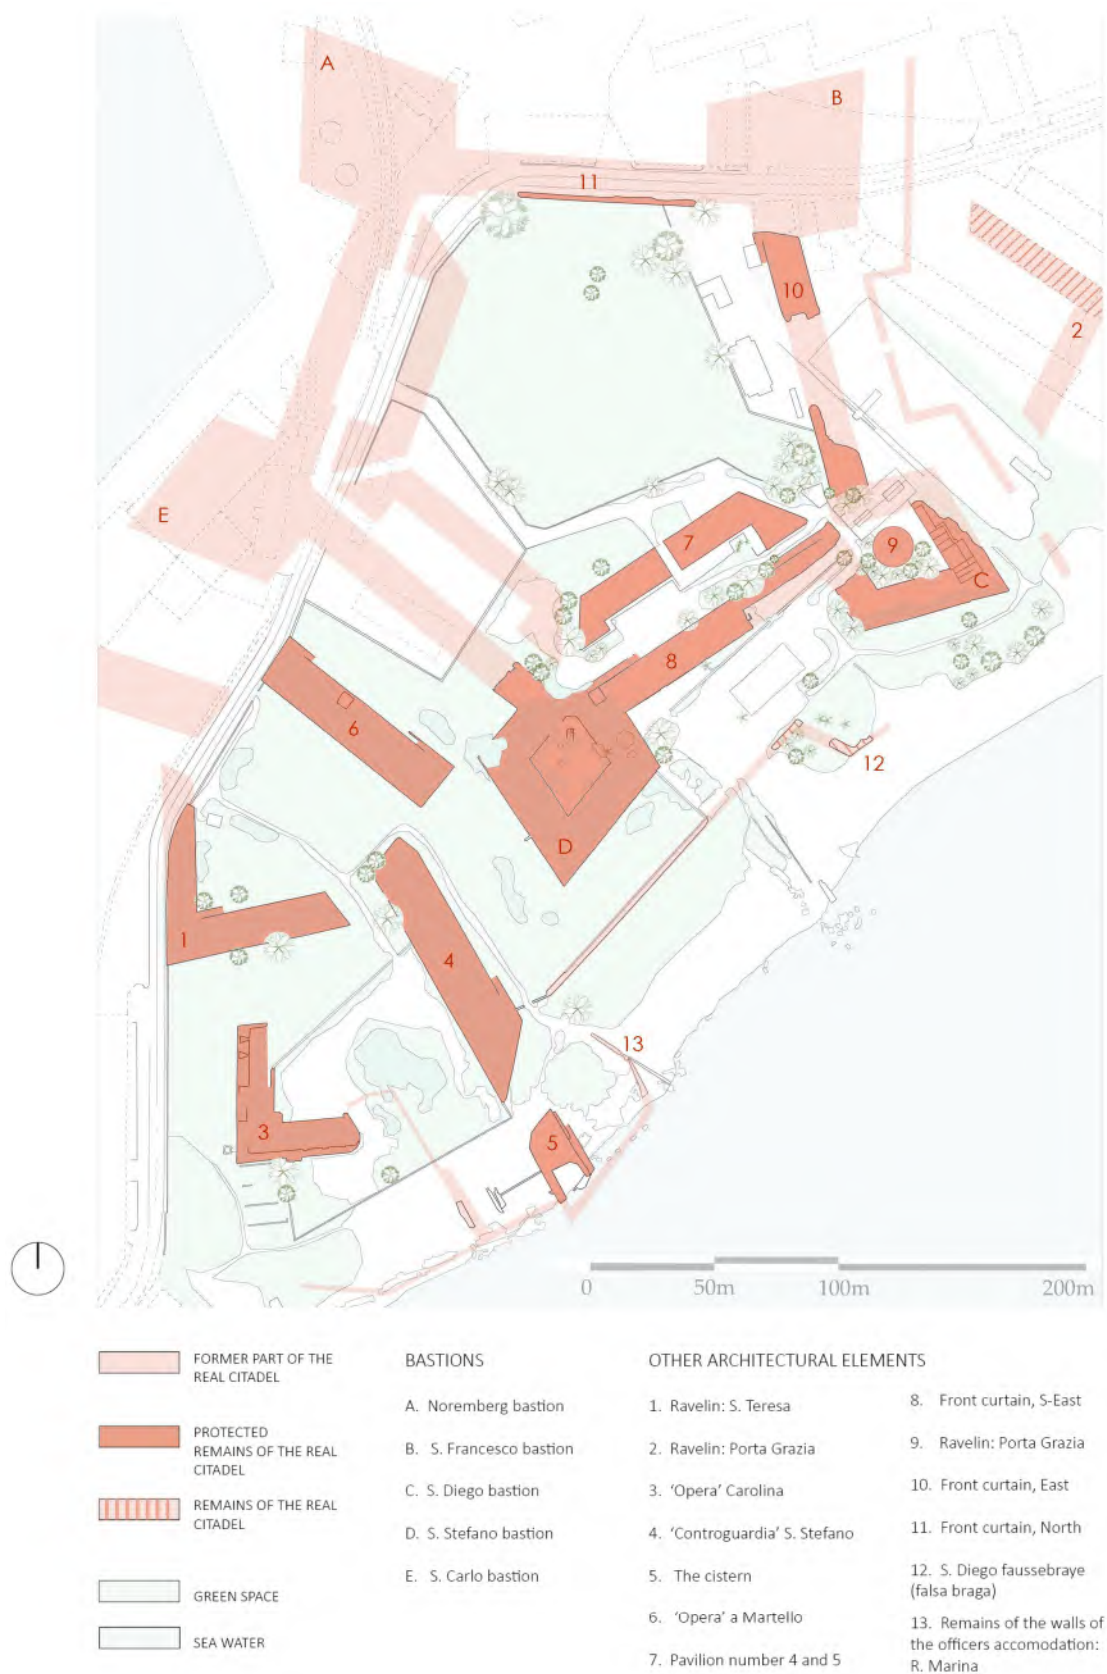 A
B
11
10
2
E
7
9
C
8
6
12
D
1
4
13
3
5
0 50m 100m 200m
FORMER PART OF THE
REAL CITADEL
PROTECTED
REMAINS OF THE REAL
CITADEL
REMAINS OF THE REAL
CITADEL
GREEN SPACE
SEA WATER
BASTIONS
A. Noremberg bastion
B. S. Francesco bastion
C. S. Diego bastion
D. S. Stefano bastion
E. S. Carlo bastion
OTHER ARCHITECTURAL ELEMENTS
1. Ravelin: S. Teresa
2. Ravelin: Porta Grazia
3. 'Opera' Carolina
4. 'Controguardia' S. Stefano
5. The cistern
6. 'Opera' a Martello
7. Pavilion number 4 and 5
8. Front curtain, S-East
9. Ravelin: Porta Grazia
10. Front curtain, East
11. Front curtain, North
12. S. Diego faussebraye
(falsa braga)
13. Remains of the walls of
the officers accomodation:
R. Marina